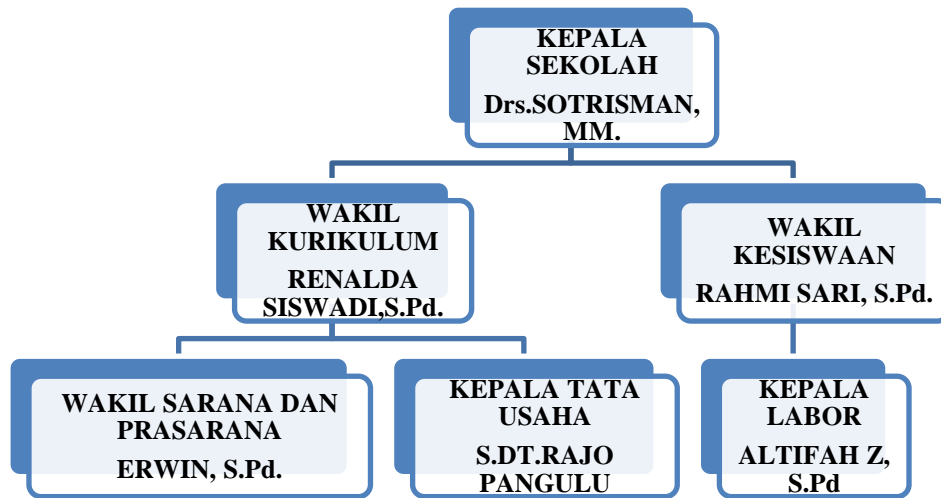 KEPALA
SEKOLAH
Drs.SOTRISMAN,
MM.
WAKIL
KURIKULUM
RENALDA
SISWADI,S.Pd.
WAKIL
KESISWAAN
RAHMI SARI, S.Pd.
WAKIL SARANA DAN
PRASARANA
ERWIN, S.Pd.
KEPALA TATA
USAHA
S.DT.RAJO
PANGULU
KEPALA
LABOR
ALTIFAH Z,
S.Pd